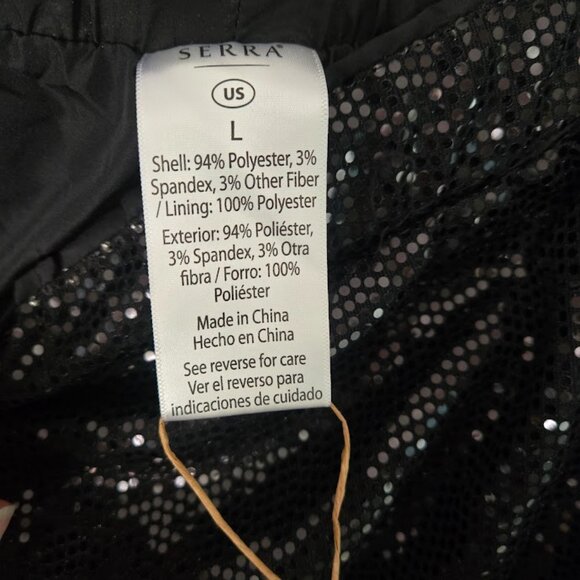 SERRA®
US
L
Shell: 94% Polyester, 3%
Spandex, 3% Other Fiber
/ Lining: 100% Polyester
Exterior: 94% Poliéster,
3% Spandex, 3% Otra
fibra / Forro: 100%
Poliéster
Made in China
Hecho en China
See reverse for care
Ver el reverso para
indicaciones de cuidado